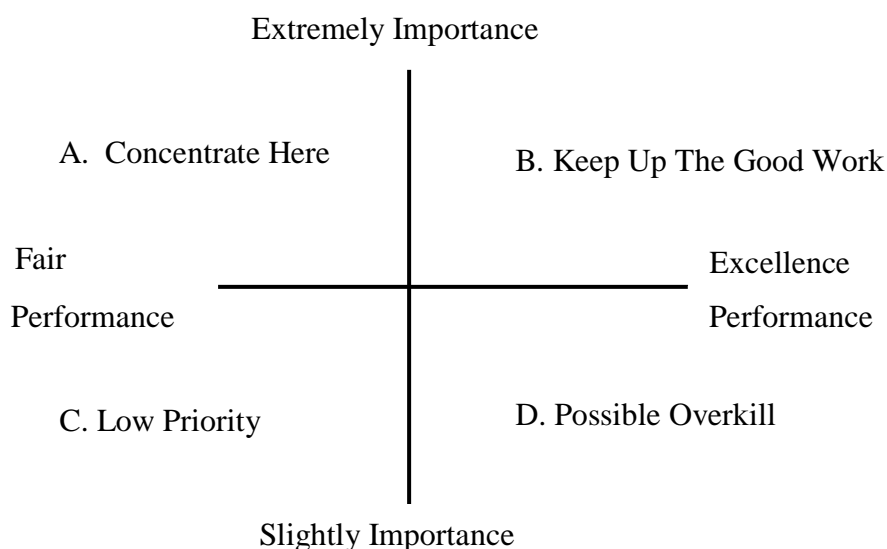 Extremely Importance
A. Concentrate Here
B. Keep Up The Good Work
Fair
Performance
Excellence
Performance
C. Low Priority
D. Possible Overkill
Slightly Importance